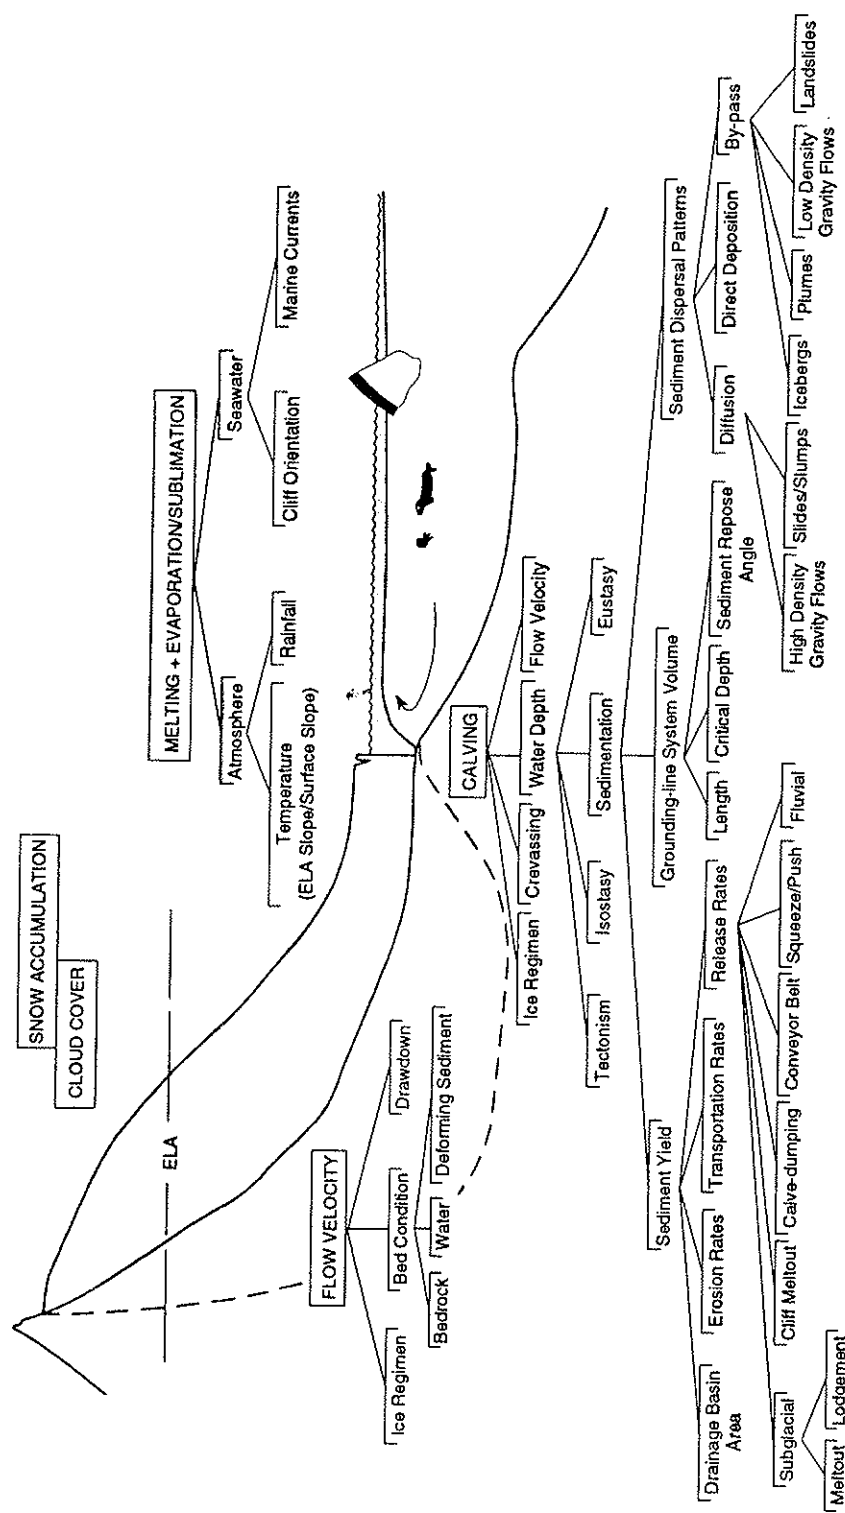 SNOW ACCUMULATION
CLOUD COVER
ELA
MELTING + EVAPORATION/SUBLIMATION
Atmosphere
Seawater
Temperature
(ELA Slope/Surface Slope)
Rainfall
Cliff Orientation
Marine Currents
FLOW VELOCITY
Ice Regimen
Bed Condition
Drawdown
Bedrock
Water
Deforming Sediment
CALVING
Ice Regimen
Crevassing
Water Depth
Flow Velocity
Tectonism
Isostasy
Sedimentation
Eustasy
Sediment Yield
Grounding-line System Volume
Sediment Dispersal Patterns
Drainage Basin
Area
Erosion Rates
Transportation Rates
Release Rates
Length
Critical Depth
Sediment Repose
Angle
Diffusion
Direct Deposition
By-pass
Subglacial
Cliff Meltout
Calve-dumping
Conveyor Belt
Squeeze/Push
Fluvial
High Density
Gravity Flows
Slides/Slumps
Icebergs
Plumes
Low Density
Gravity Flows
Landslides
Meltout
Lodgement